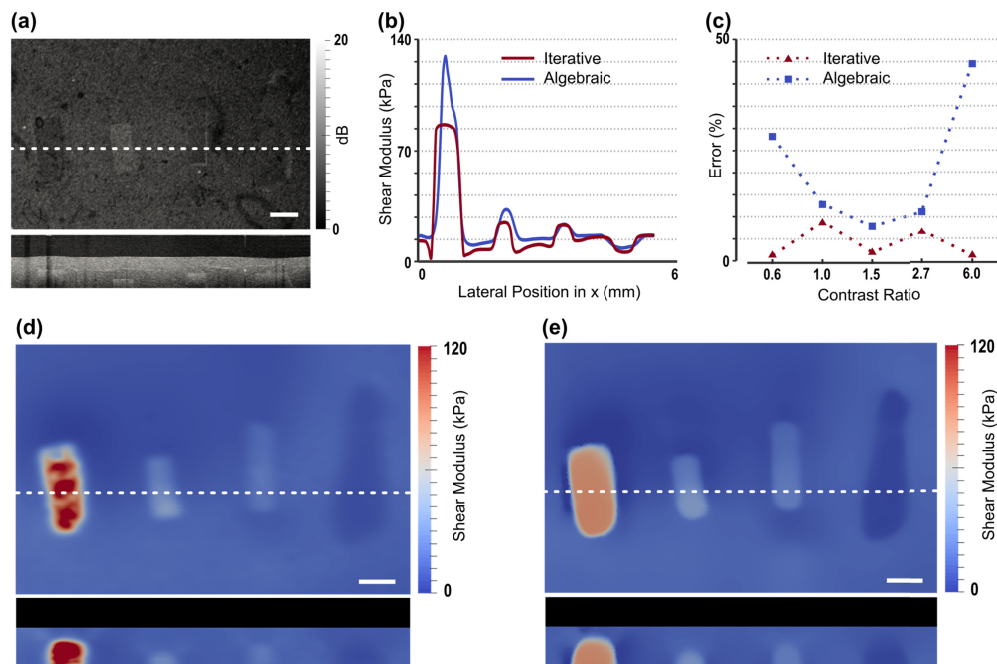 (a)
20
dB
0
(b)
140
70
0
Shear Modulus (kPa)
Iterative
Algebraic
0
6
Lateral Position in x (mm)
(c)
50
0
Error (%)
Iterative
Algebraic
0.6
1.0
1.5
2.7
6.0
Contrast Ratio
(d)
120
Shear Modulus (kPa)
0
(e)
120
Shear Modulus (kPa)
0